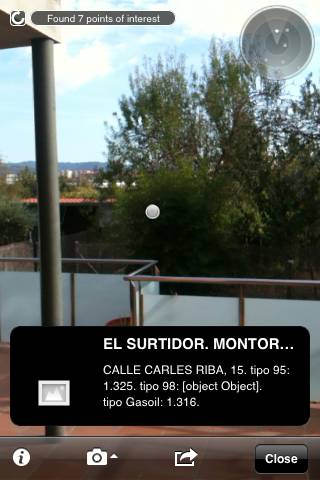 Found 7 points of interest
EL SURTIDOR. MONTOR...
CALLE CARLES RIBA, 15. tipo 95:
1.325. tipo 98: [object Object].
tipo Gasoil: 1.316.
Close